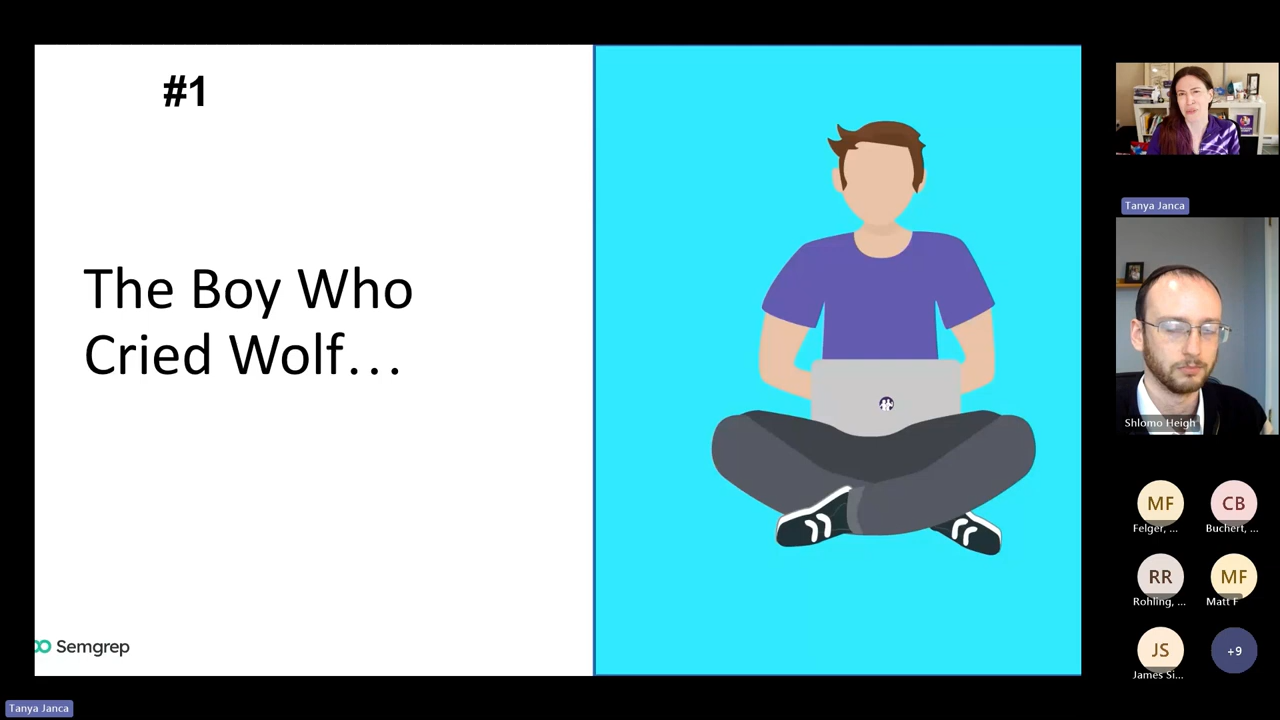 #1
The Boy Who
Cried Wolf...
Semgrep
Tanya Janca
Tanya Janca
Shlomo Heigh
MF
Felger, ...
CB
Buchert, ...
RR
Rohling, ...
MF
Matt F
JS
James Si...
+9